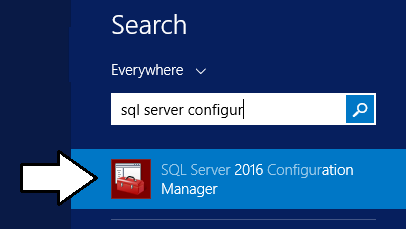 Search
Everywhere
sql server configur
SQL Server 2016 Configuration
Manager